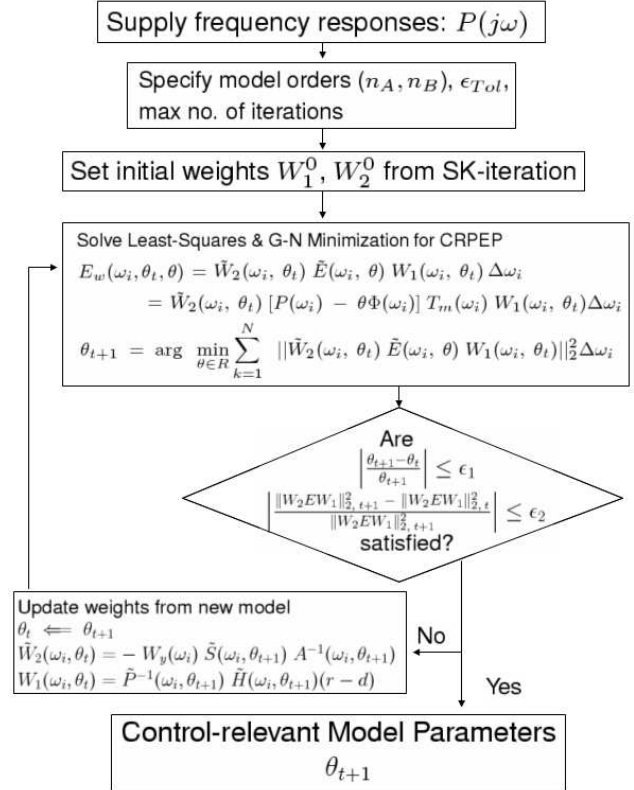 Supply frequency responses: P(jω)
Specify model orders (n_A, n_B), ϵ_{Tol},
max no. of iterations
Set initial weights W_1^0, W_2^0 from SK-iteration
Solve Least-Squares & G-N Minimization for CRPEP
E_w(ω_i, θ_t, θ) = W̃_2(ω_i, θ_t) Ẽ(ω_i, θ) W_1(ω_i, θ_t) Δω_i
= W̃_2(ω_i, θ_t) [P(ω_i) − θΦ(ω_i)] T_m(ω_i) W_1(ω_i, θ_t)Δω_i
θ_{t+1} = arg min_{θ∈R} ∑_{k=1}^{N} ||W̃_2(ω_i, θ_t) Ẽ(ω_i, θ) W_1(ω_i, θ_t)||_2^2 Δω_i
Are
|\frac{θ_{t+1}−θ_t}{θ_{t+1}}| ≤ ϵ_1
|\frac{‖W_2EW_1‖_{2,t+1}^2 − ‖W_2EW_1‖_{2,t}^2}{‖W_2EW_1‖_{2,t+1}^2}| ≤ ϵ_2
satisfied?
Update weights from new model
θ_t ⇐ θ_{t+1}
W̃_2(ω_i, θ_t) = − W_y(ω_i) S̃(ω_i, θ_{t+1}) A^{-1}(ω_i, θ_{t+1})
W_1(ω_i, θ_t) = P̃^{-1}(ω_i, θ_{t+1}) H̃(ω_i, θ_{t+1})(r − d)
No
Yes
Control-relevant Model Parameters
θ_{t+1}